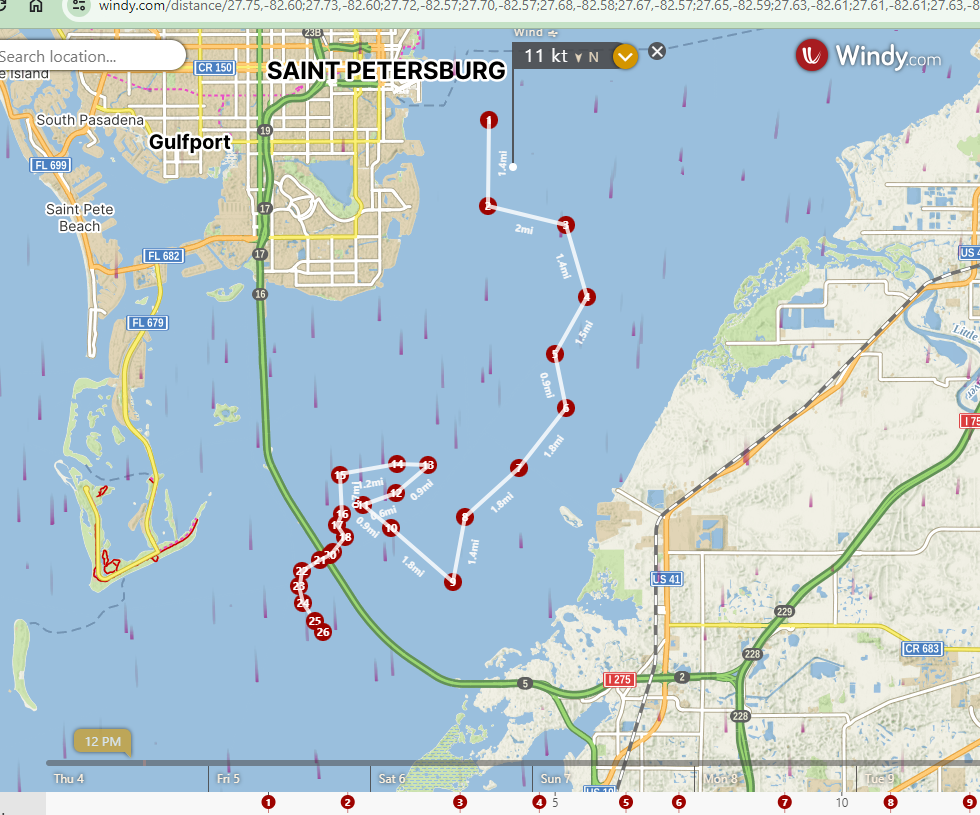 windy.com/distance/27.75,-82.60;27.73,-82.60;27.72,-82.57;27.70,-82.57;27.68,-82.58;27.67,-82.57;27.65,-82.59;27.63,-82.61;27.61,-82.61;27.63,-8
Wind
23B
Search location...
11 kt N
Windy.com
e Island
CR 150
SAINT PETERSBURG
South Pasadena
1
19
Gulfport
FL 699
1.4mi
Saint Pete
Beach
17
2
2mi
3
17
FL 682
US 4
1.4mi
16
4
FL 679
1.5mi
Little
5
0.9mi
6
I 75
1.8mi
15
14
13
7
1.2mi
12
0.9mi
1.8mi
16
0.6mi
8
17
0.9mi
10
18
1.4mi
20
21
1.8mi
22
9
US 41
23
24
229
25
26
CR 683
228
5
I 275
2
228
12 PM
Thu 4
Fri 5
Sat 6
Sun 7
Mon 8
Tue 9
US 19
1
2
3
4
5
5
6
7
10
8
9